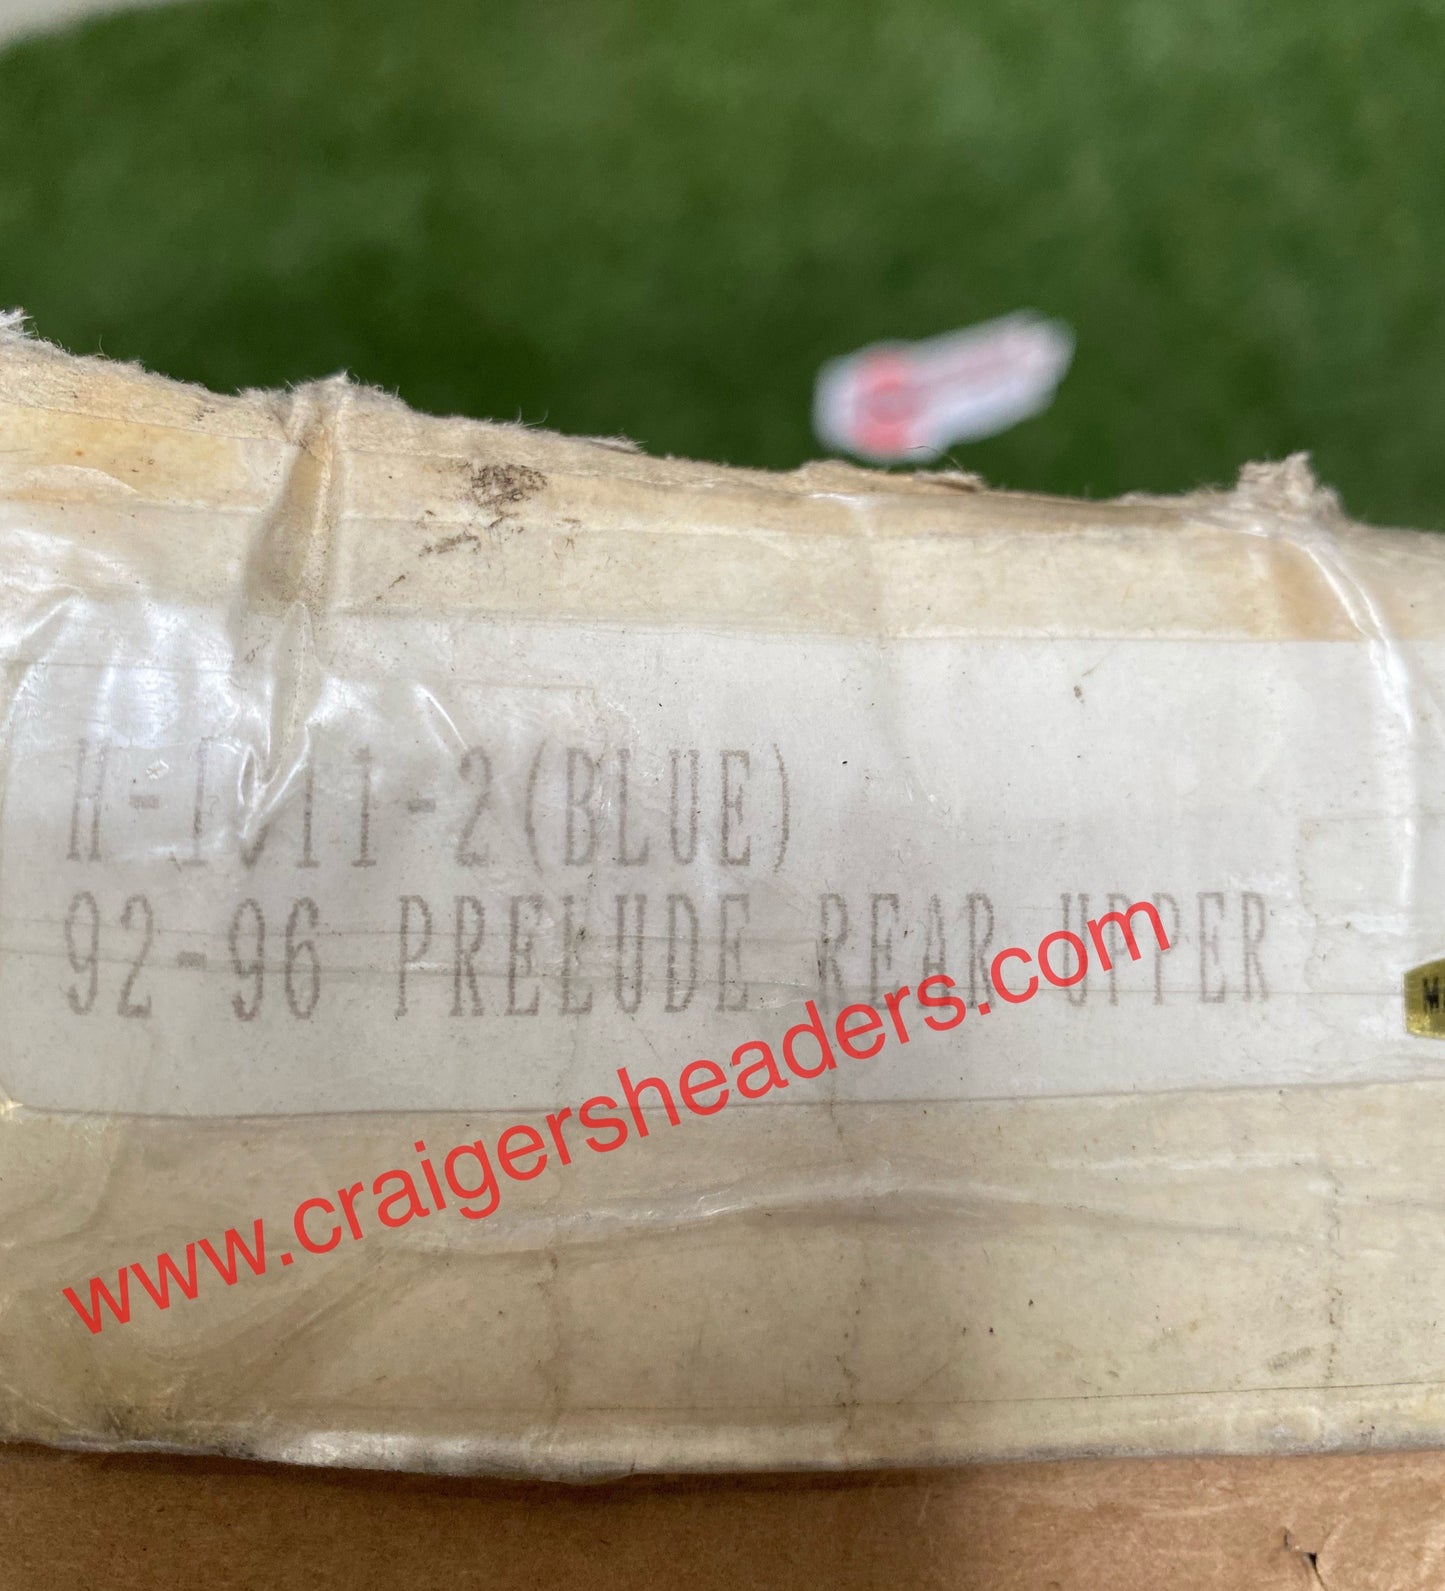 H-1011-2(BLUE)
92-96 PRELUDE REAR UPPER
www.craigersheaders.com